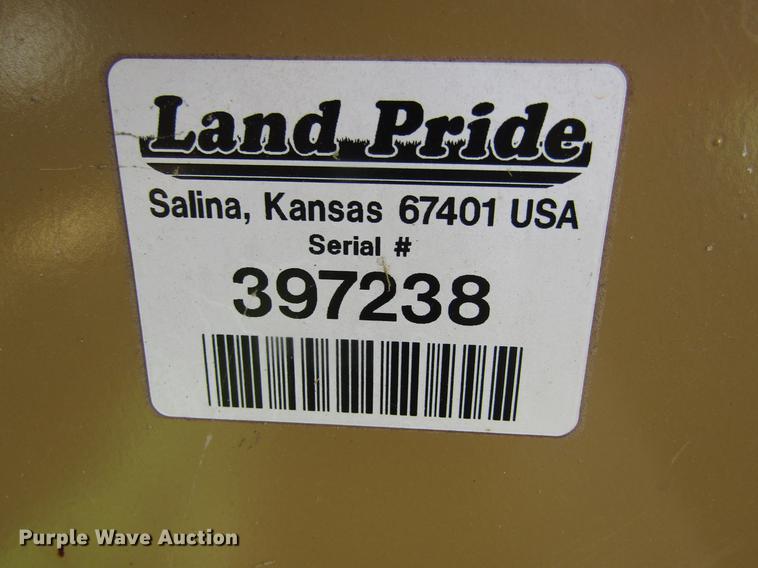 Land Pride
Salina, Kansas 67401 USA
Serial #
397238
Purple Wave Auction